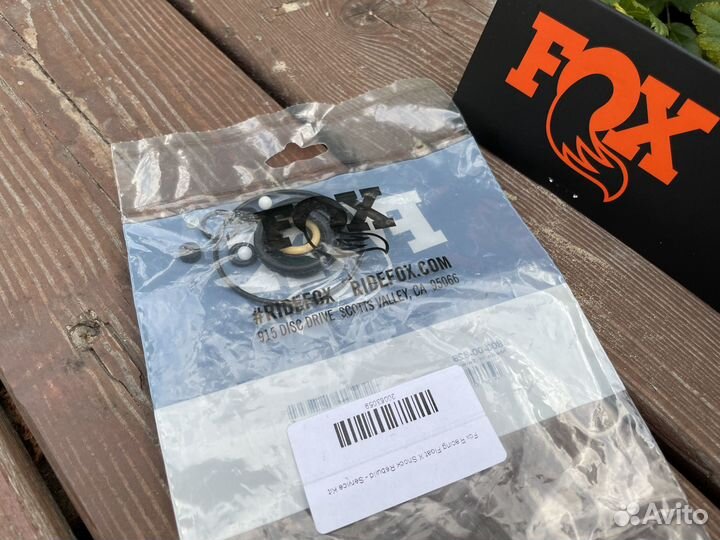 FOX
FOX
#RIDEFOX RIDEFOX.COM
915 DISC DRIVE SCOTTS VALLEY, CA 95066
20083059
Fox Racing Float X Shock Rebuild - Service Kit
Avito